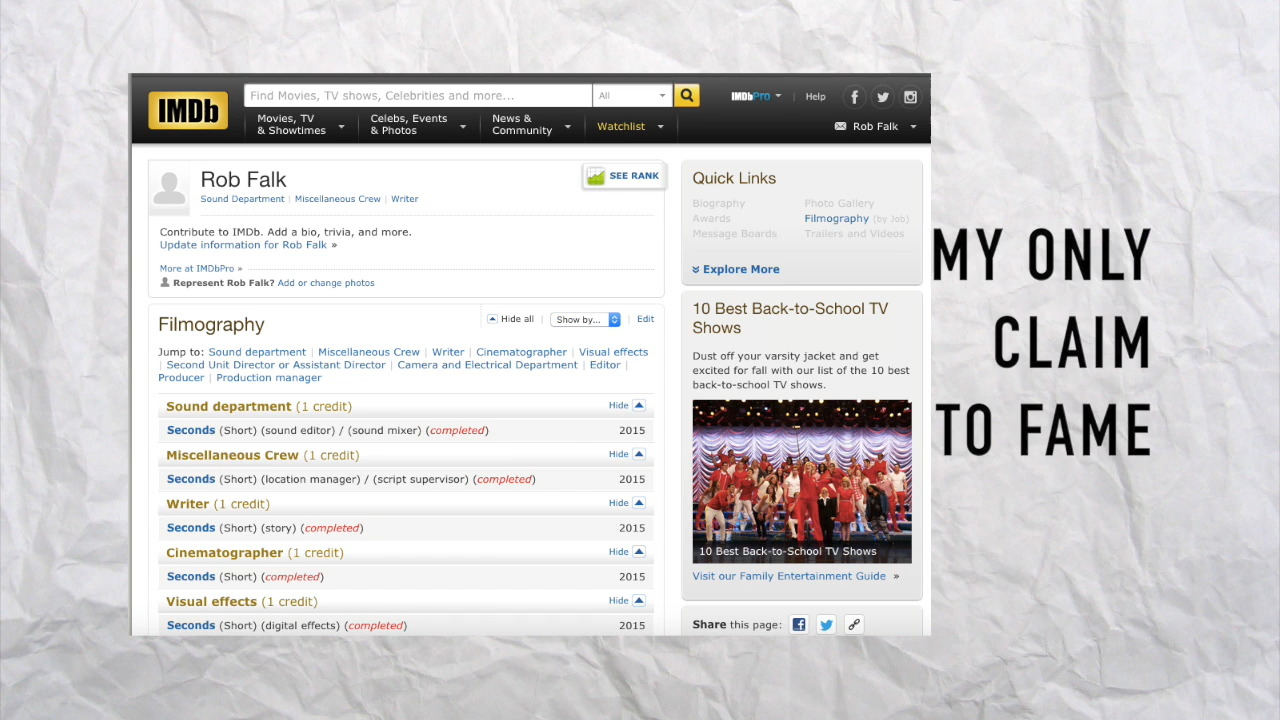 IMDb
Find Movies, TV shows, Celebrities and more...
All
IMDbPro
Help
Movies, TV
& Showtimes
Celebs, Events
& Photos
News &
Community
Watchlist
Rob Falk
Rob Falk
SEE RANK
Sound Department | Miscellaneous Crew | Writer
Contribute to IMDb. Add a bio, trivia, and more.
Update information for Rob Falk »
More at IMDbPro »
Represent Rob Falk? Add or change photos
Filmography
Hide all | Show by... | Edit
Jump to: Sound department | Miscellaneous Crew | Writer | Cinematographer | Visual effects
| Second Unit Director or Assistant Director | Camera and Electrical Department | Editor |
Producer | Production manager
Sound department (1 credit) Hide
Seconds (Short) (sound editor) / (sound mixer) (completed) 2015
Miscellaneous Crew (1 credit) Hide
Seconds (Short) (location manager) / (script supervisor) (completed) 2015
Writer (1 credit) Hide
Seconds (Short) (story) (completed) 2015
Cinematographer (1 credit) Hide
Seconds (Short) (completed) 2015
Visual effects (1 credit) Hide
Seconds (Short) (digital effects) (completed) 2015
Quick Links
Biography Photo Gallery
Awards Filmography (by Job)
Message Boards Trailers and Videos
Explore More
10 Best Back-to-School TV
Shows
Dust off your varsity jacket and get
excited for fall with our list of the 10 best
back-to-school TV shows.
10 Best Back-to-School TV Shows
Visit our Family Entertainment Guide »
Share this page:
MY ONLY
CLAIM
TO FAME